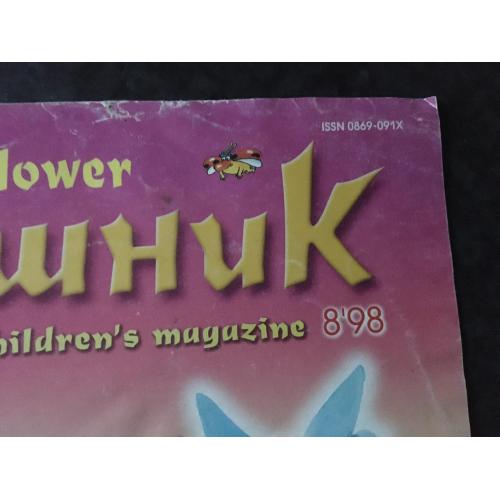 ISSN 0869-091X
lower
шник
hildren's magazine 8'98